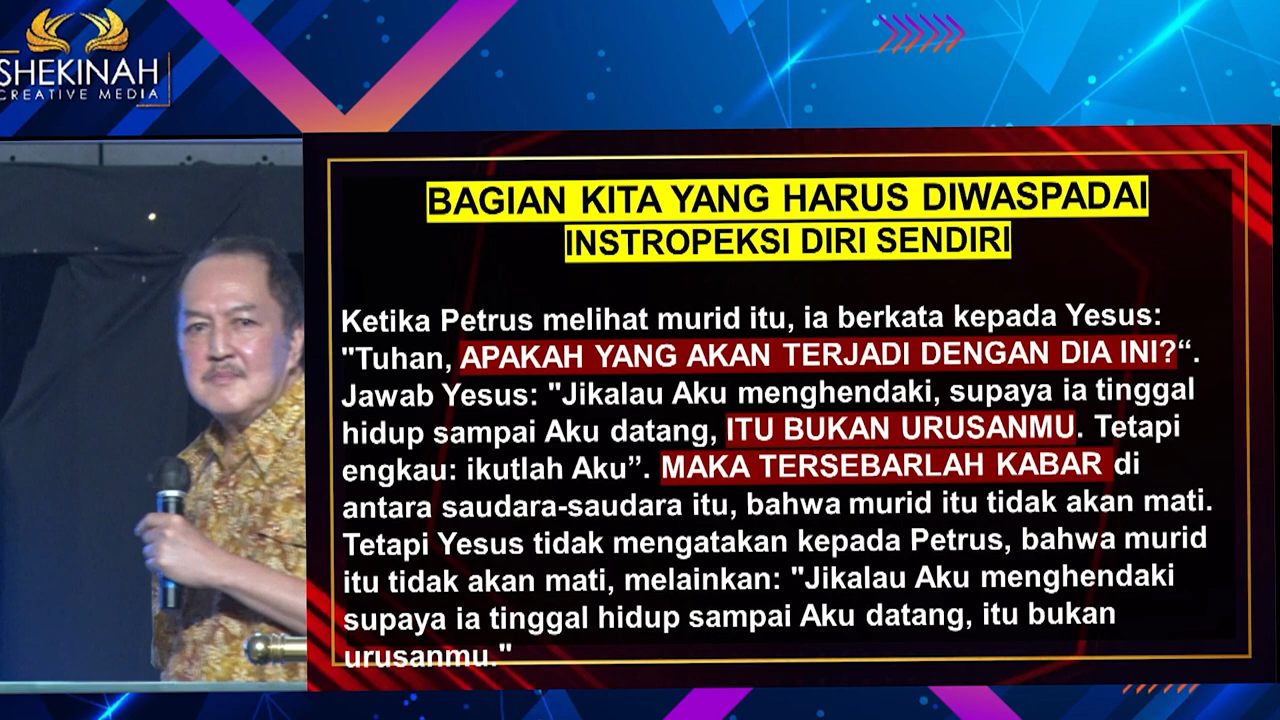 SHEKINAH
CREATIVE MEDIA
BAGIAN KITA YANG HARUS DIWASPADAI
INSTROPEKSI DIRI SENDIRI
Ketika Petrus melihat murid itu, ia berkata kepada Yesus:
"Tuhan, APAKAH YANG AKAN TERJADI DENGAN DIA INI?“.
Jawab Yesus: "Jikalau Aku menghendaki, supaya ia tinggal
hidup sampai Aku datang, ITU BUKAN URUSANMU. Tetapi
engkau: ikutlah Aku”. MAKA TERSEBARLAH KABAR di
antara saudara-saudara itu, bahwa murid itu tidak akan mati.
Tetapi Yesus tidak mengatakan kepada Petrus, bahwa murid
itu tidak akan mati, melainkan: "Jikalau Aku menghendaki
supaya ia tinggal hidup sampai Aku datang, itu bukan
urusanmu."